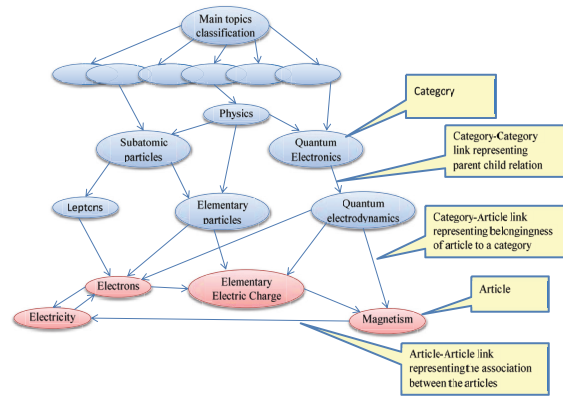 Main topics
classification
Physics
Category
Subatomic
particles
Quantum
Electronics
Category-Category
link representing
parent child relation
Leptons
Elementary
particles
Quantum
electrodynamics
Category-Article link
representing belongingness
of article to a category
Electrons
Elementary
Electric Charge
Article
Electricity
Magnetism
Article-Article link
representing the association
between the articles